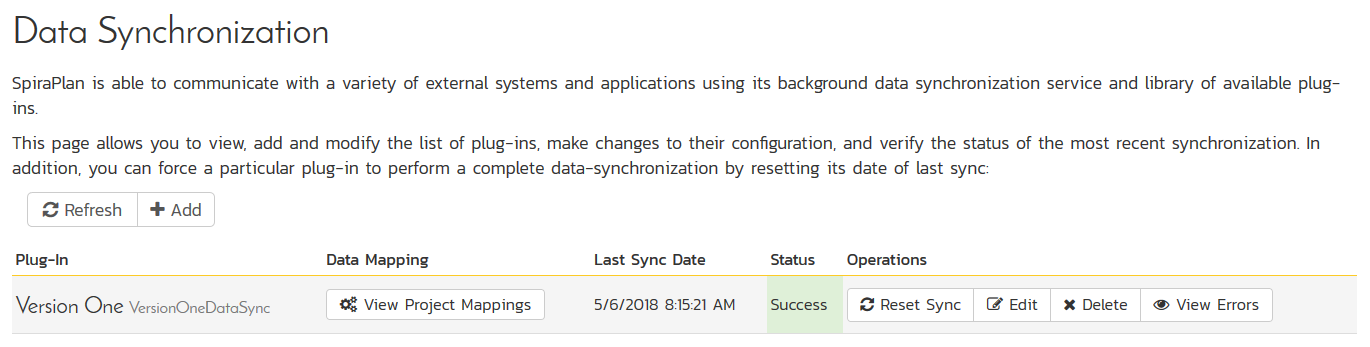 Data Synchronization
SpiraPlan is able to communicate with a variety of external systems and applications using its background data synchronization service and library of available plug-
ins.
This page allows you to view, add and modify the list of plug-ins, make changes to their configuration, and verify the status of the most recent synchronization. In
addition, you can force a particular plug-in to perform a complete data-synchronization by resetting its date of last sync:
Refresh Add
Plug-In Data Mapping Last Sync Date Status Operations
Version One VersionOneDataSync View Project Mappings 5/6/2018 8:15:21 AM Success Reset Sync Edit Delete View Errors